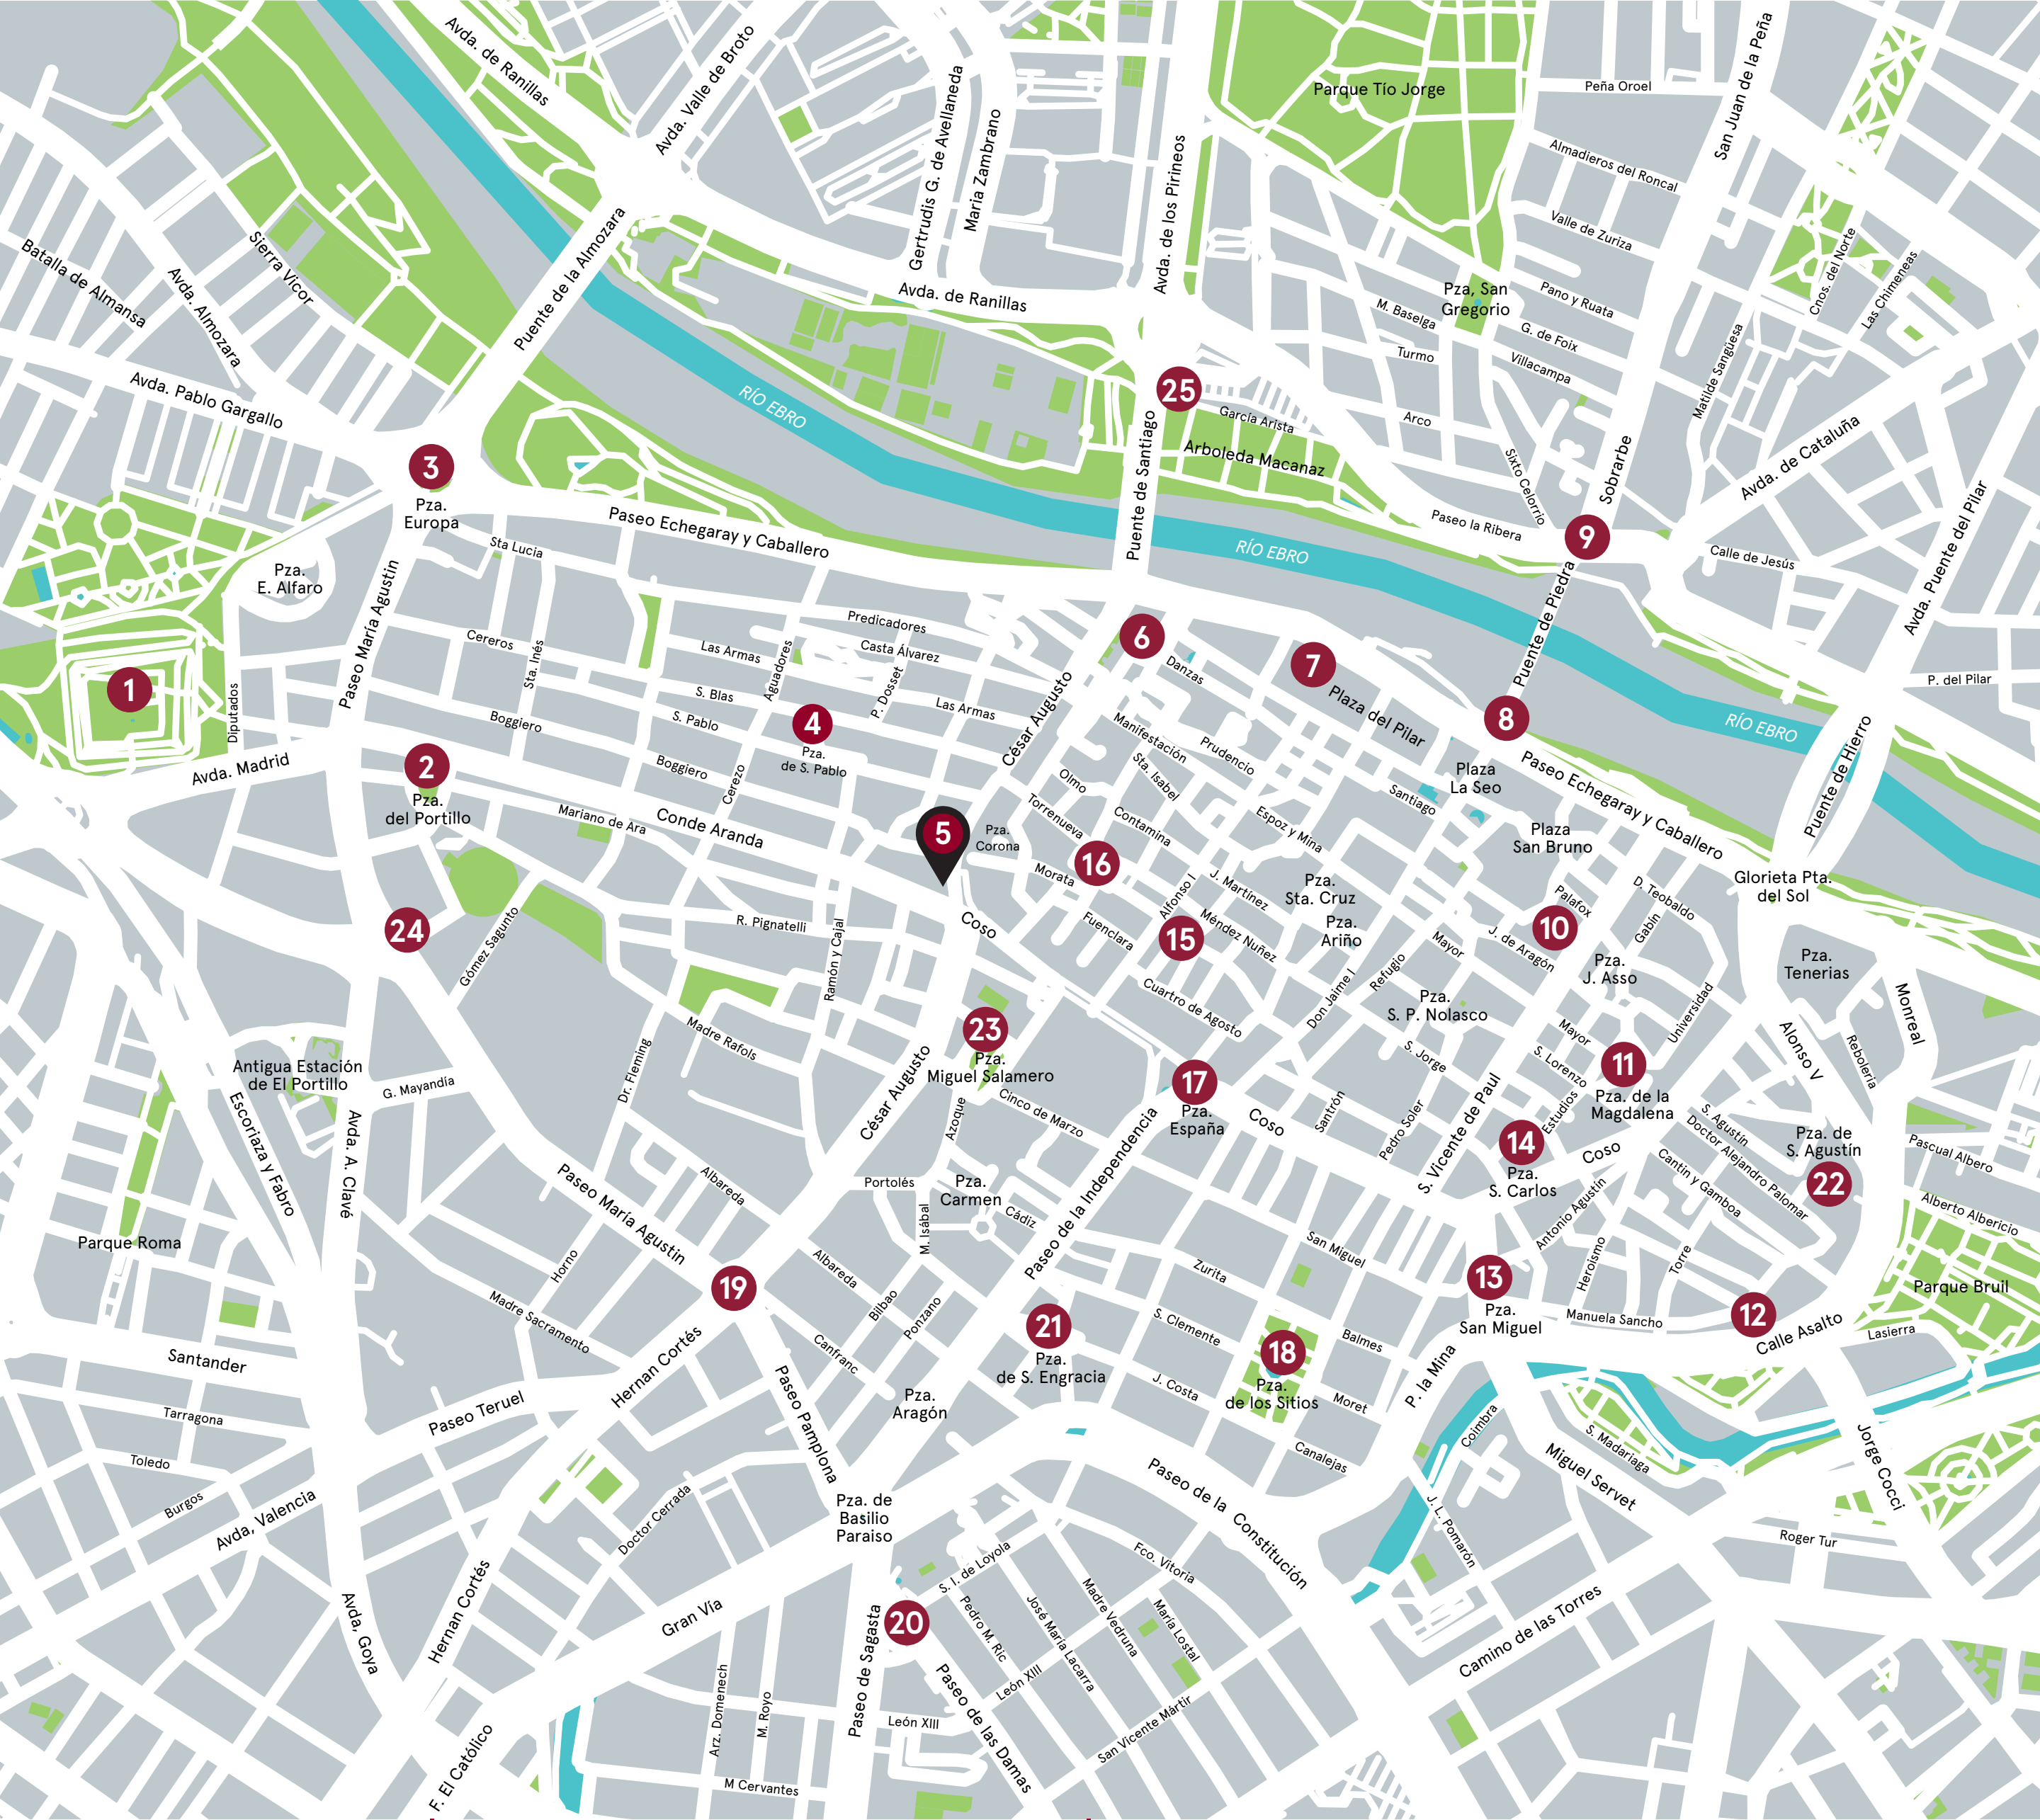 Avda. de Ranillas
Avda. Valle de Broto
Gertrudis G. de Avellaneda
Maria Zambrano
Avda. de los Pirineos
Parque Tío Jorge
Peña Oroel
San Juan de la Peña
Almadieros del Roncal
Valle de Zuriza
Cnos. del Norte
Las Chimeneas
Batalla de Almansa
Avda. Almozara
Sierra Vicor
Puente de la Almozara
Avda. de Ranillas
Pza, San
Gregorio
Pano y Ruata
M. Baselga
G. de Foix
Turmo
Villacampa
Matilde Sangüesa
Avda. Pablo Gargallo
RÍO EBRO
25
García Arista
Arco
Arboleda Macanaz
Puente de Santiago
Sixto Celorrio
Sobrarbe
Avda. de Cataluña
3
Pza.
Europa
Paseo Echegaray y Caballero
Paseo la Ribera
9
Avda. Puente del Pilar
Sta Lucia
RÍO EBRO
Calle de Jesús
Pza.
E. Alfaro
Paseo María Agustin
Puente de Piedra
Predicadores
Cereros
Sta. Inés
Las Armas
Casta Álvarez
Aguadores
6
Danzas
7
P. del Pilar
1
Diputados
S. Blas
P. Dosset
Las Armas
César Augusto
Plaza del Pilar
8
RÍO EBRO
Boggiero
S. Pablo
4
Pza.
de S. Pablo
Manifestación
Prudencio
Puente de Hierro
Avda. Madrid
2
Pza.
del Portillo
Boggiero
Cerezo
Olmo
Sta. Isabel
Plaza
La Seo
Paseo Echegaray y Caballero
Santiago
Mariano de Ara
Conde Aranda
5
Pza.
Corona
Torrenueva
Contamina
Espoz y Mina
Plaza
San Bruno
16
Morata
Glorieta Pta.
del Sol
24
Gómez Sagunto
R. Pignatelli
Ramón y Cajal
Coso
Fuenclara
Alfonso I
J. Martinez
Pza.
Sta. Cruz
Palafox
D. Teobaldo
15
Méndez Nuñez
Pza.
Ariño
Mayor
J. de Aragón
10
Gabín
Pza.
J. Asso
Pza.
Tenerias
Cuatro de Agosto
Don Jaime I
Refugio
Pza.
S. P. Nolasco
Universidad
Monreal
Madre Rafols
23
Pza.
Miguel Salamero
Mayor
Alonso V
Reboleria
Antigua Estación
de El Portillo
G. Mayandía
Dr. Fleming
César Augusto
17
Pza.
España
S. Jorge
S. Lorenzo
11
Pza. de la
Magdalena
Escoriaza y Fabro
Avda. A. Clavé
Azoque
Cinco de Marzo
Coso
Santrón
Pedro Soler
S. Vicente de Paul
Estudios
14
Pza.
S. Carlos
Coso
S. Agustín
Doctor Alejandro Palomar
Pza. de
S. Agustín
22
Pascual Albero
Paseo María Agustin
Albareda
Portolés
Pza.
Carmen
Cádiz
M. Isábal
Paseo de la Independencia
Antonio Agustín
Cantín y Gamboa
Alberto Albericio
Parque Roma
Horno
Albareda
San Miguel
Heroismo
Torre
Parque Bruil
Madre Sacramento
19
Bilbao
Ponzano
Zurita
13
Pza.
San Miguel
Manuela Sancho
12
Calle Asalto
Lasierra
Santander
Hernan Cortés
Canfranc
21
Pza.
de S. Engracia
S. Clemente
18
Pza.
de los Sitios
Balmes
P. la Mina
Tarragona
Paseo Teruel
Paseo Pamplona
Pza.
Aragón
J. Costa
Moret
Coimbra
S. Madariaga
Jorge Cocci
Toledo
Canalejas
Miguel Servet
Burgos
Avda, Valencia
Doctor Cerrada
Pza. de
Basilio
Paraiso
Paseo de la Constitución
J. L. Pomarón
Roger Tur
Avda, Goya
Hernan Cortés
Gran Vía
S. I. de Loyola
Fco. Vitoria
20
Pedro M. Ric
José María Lacarra
Madre Vedruna
María Lostal
Camino de las Torres
Paseo de Sagasta
Paseo de las Damas
León XIII
León XIII
San Vicente Mártir
Arz. Domenech
M. Royo
F. El Católico
M Cervantes